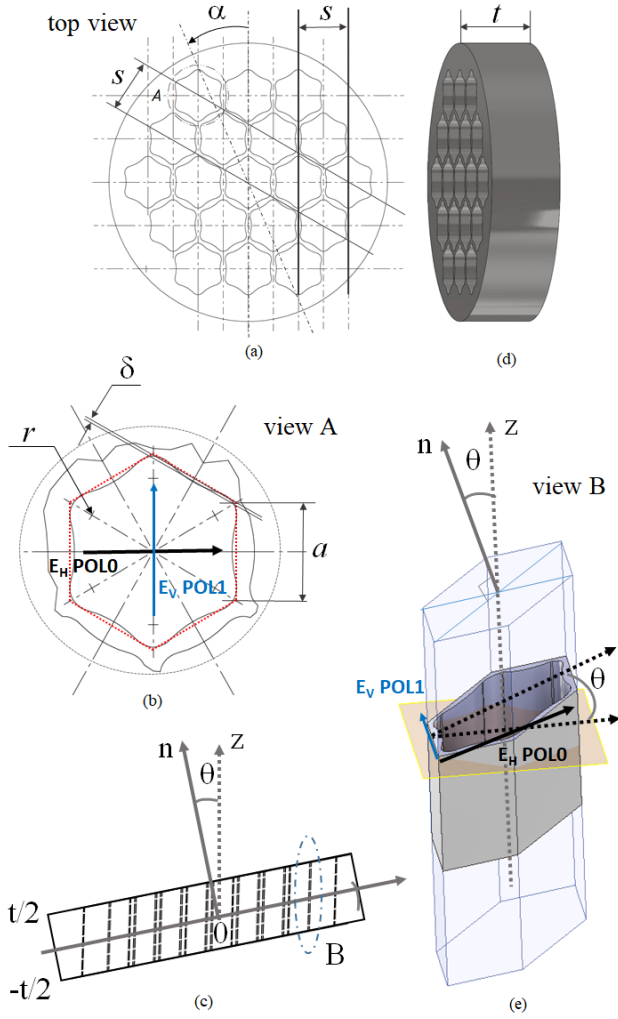 top view
α
s
s
A
(a)
t
(d)
δ
view A
r
a
E_H POL0
E_V POL1
(b)
z
n
θ
view B
θ
E_V POL1
E_H POL0
(e)
n
z
θ
t/2
0
-t/2
B
(c)